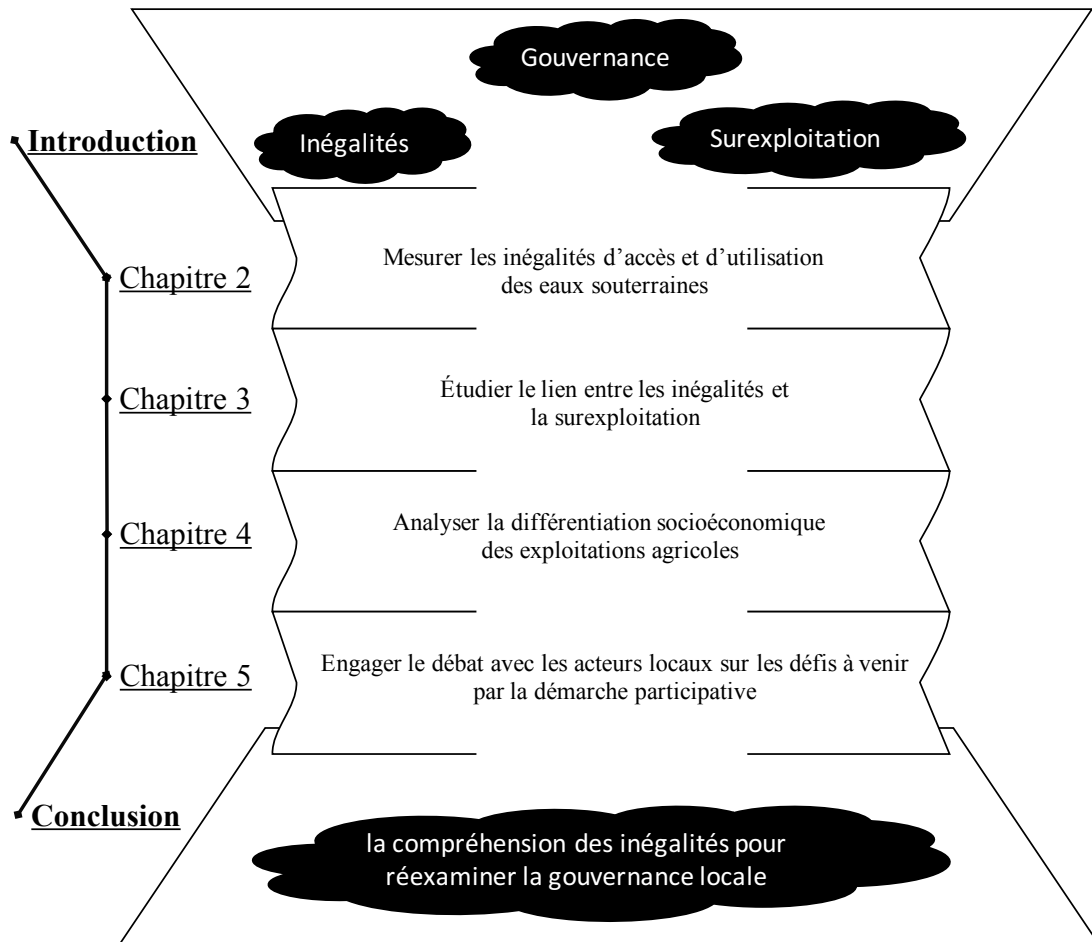 Gouvernance
Introduction
Inégalités
Surexploitation
Chapitre 2
Mesurer les inégalités d’accès et d’utilisation
des eaux souterraines
Chapitre 3
Étudier le lien entre les inégalités et
la surexploitation
Chapitre 4
Analyser la différentiation socioéconomique
des exploitations agricoles
Chapitre 5
Engager le débat avec les acteurs locaux sur les défis à venir
par la démarche participative
Conclusion
la compréhension des inégalités pour
réexaminer la gouvernance locale